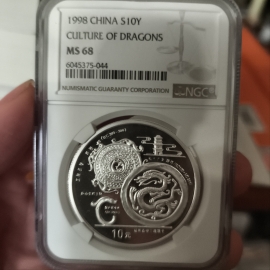 1998 CHINA S10Y
CULTURE OF DRAGONS
MS 68
6045375-044
NUMISMATIC GUARANTY CORPORATION
NGC
10元